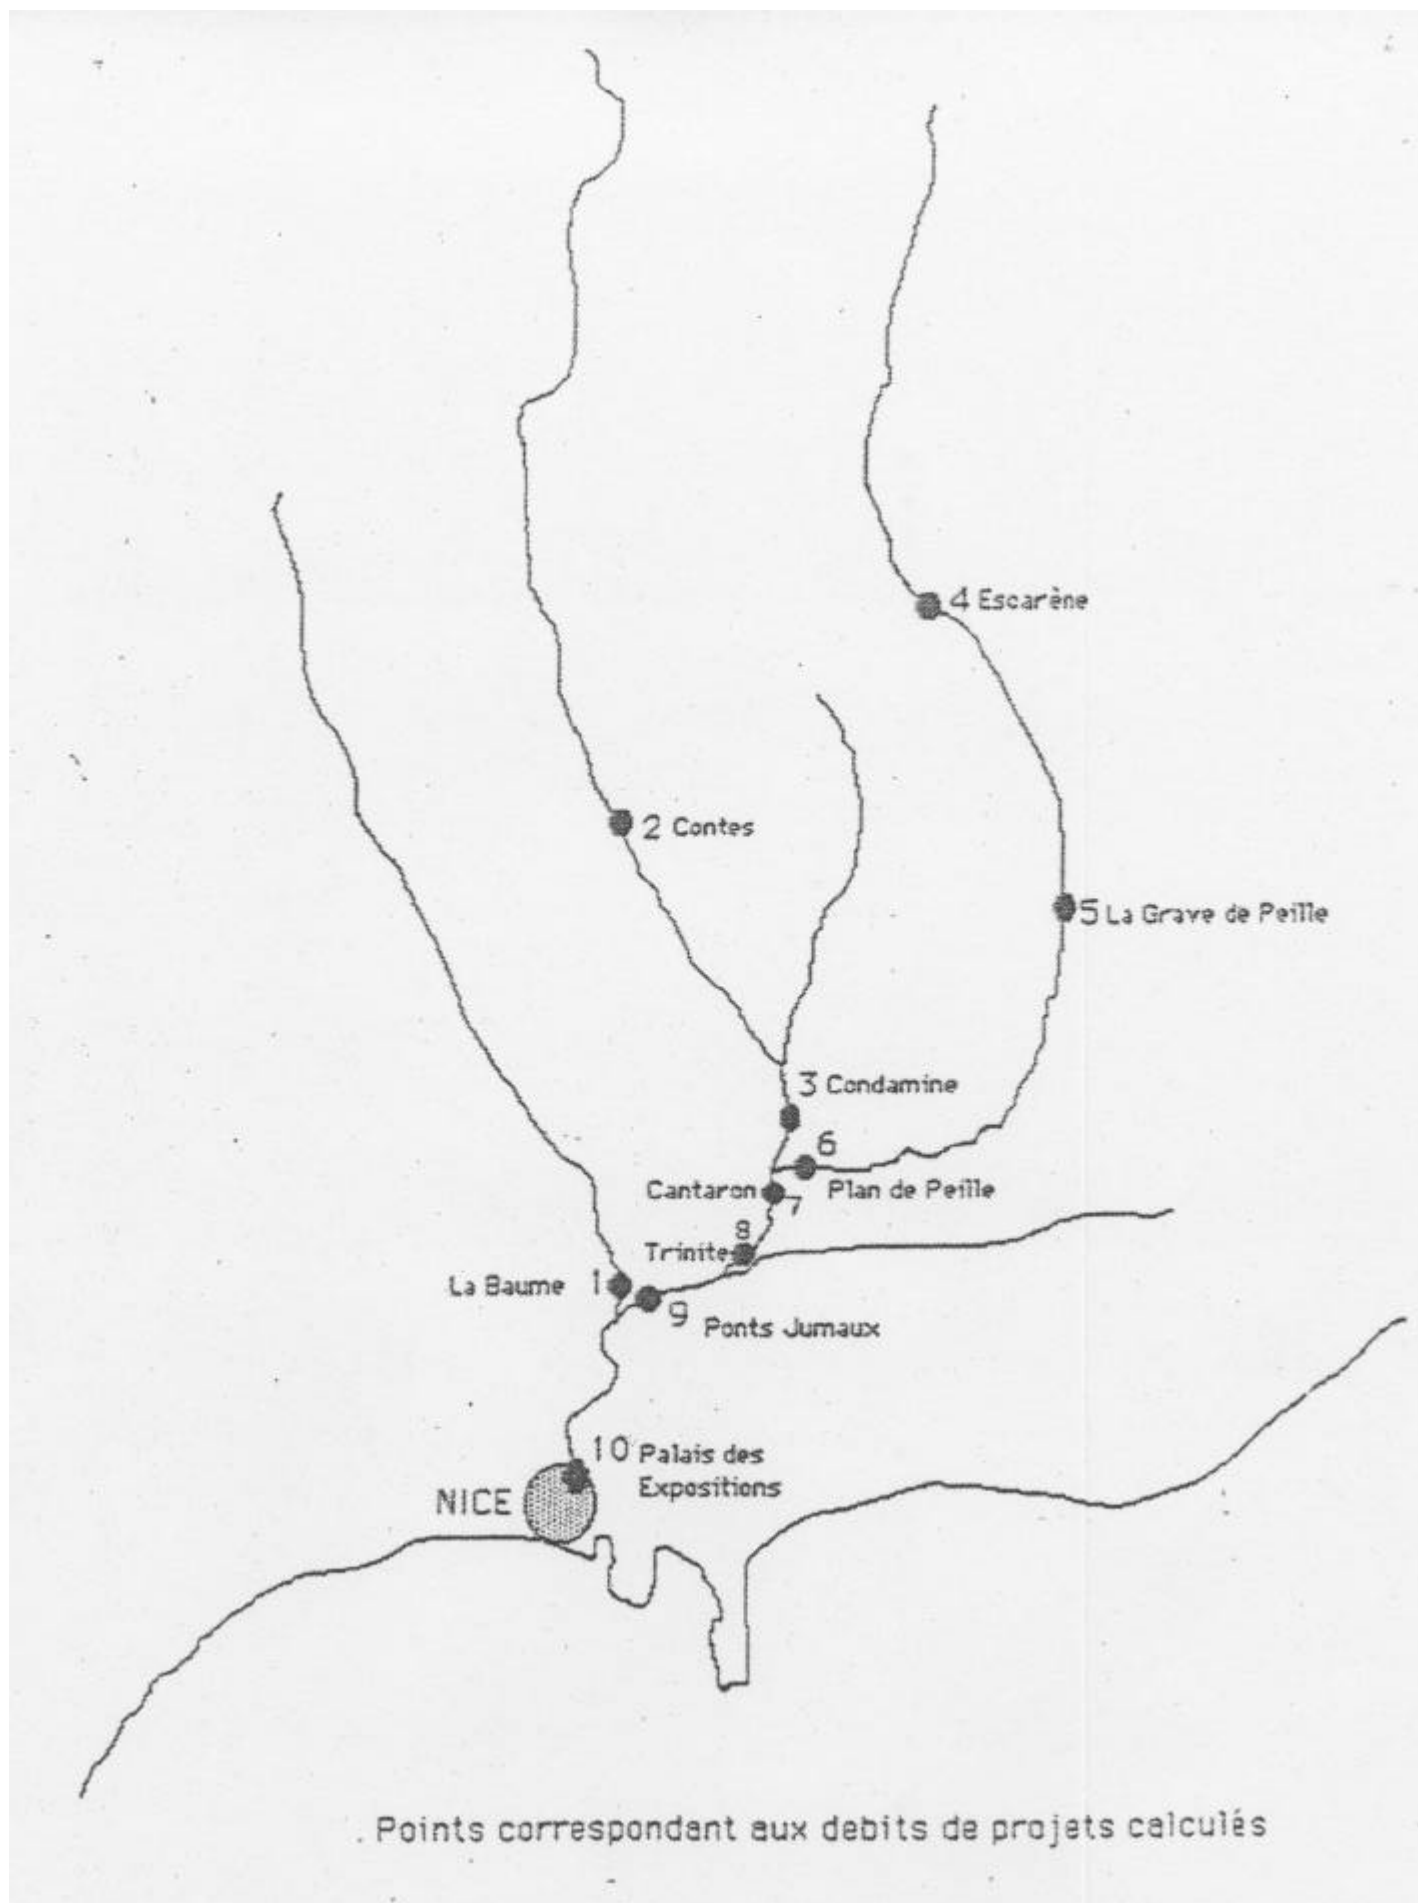 4 Escarène
2 Contes
5 La Grave de Peille
3 Condamine
6
Plan de Peille
Cantaron
7
8
Trinite
La Baume 1
9
Ponts Jumaux
10 Palais des
Expositions
NICE
. Points correspondant aux debits de projets calculés